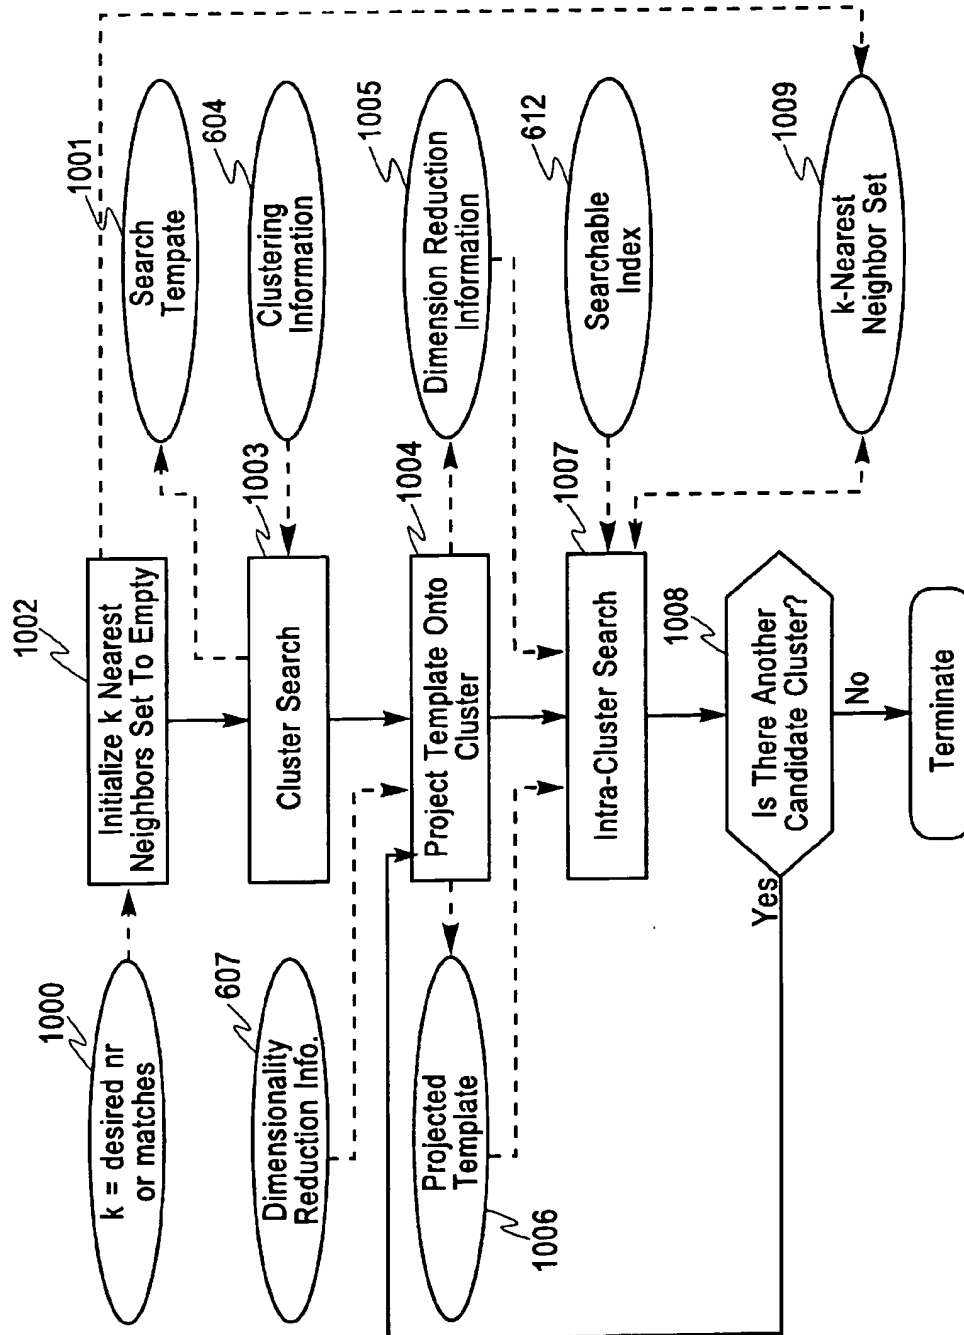 1000
k = desired nr
or matches
1002
Initialize k Nearest
Neighbors Set To Empty
1001
Search
Tempate
607
Dimensionality
Reduction Info.
1003
Cluster Search
604
Clustering
Information
1006
Projected
Template
1004
Project Template Onto
Cluster
1005
Dimension Reduction
Information
1007
Intra-Cluster Search
612
Searchable
Index
1008
Is There Another
Candidate Cluster?
Yes
No
1009
k-Nearest
Neighbor Set
Terminate